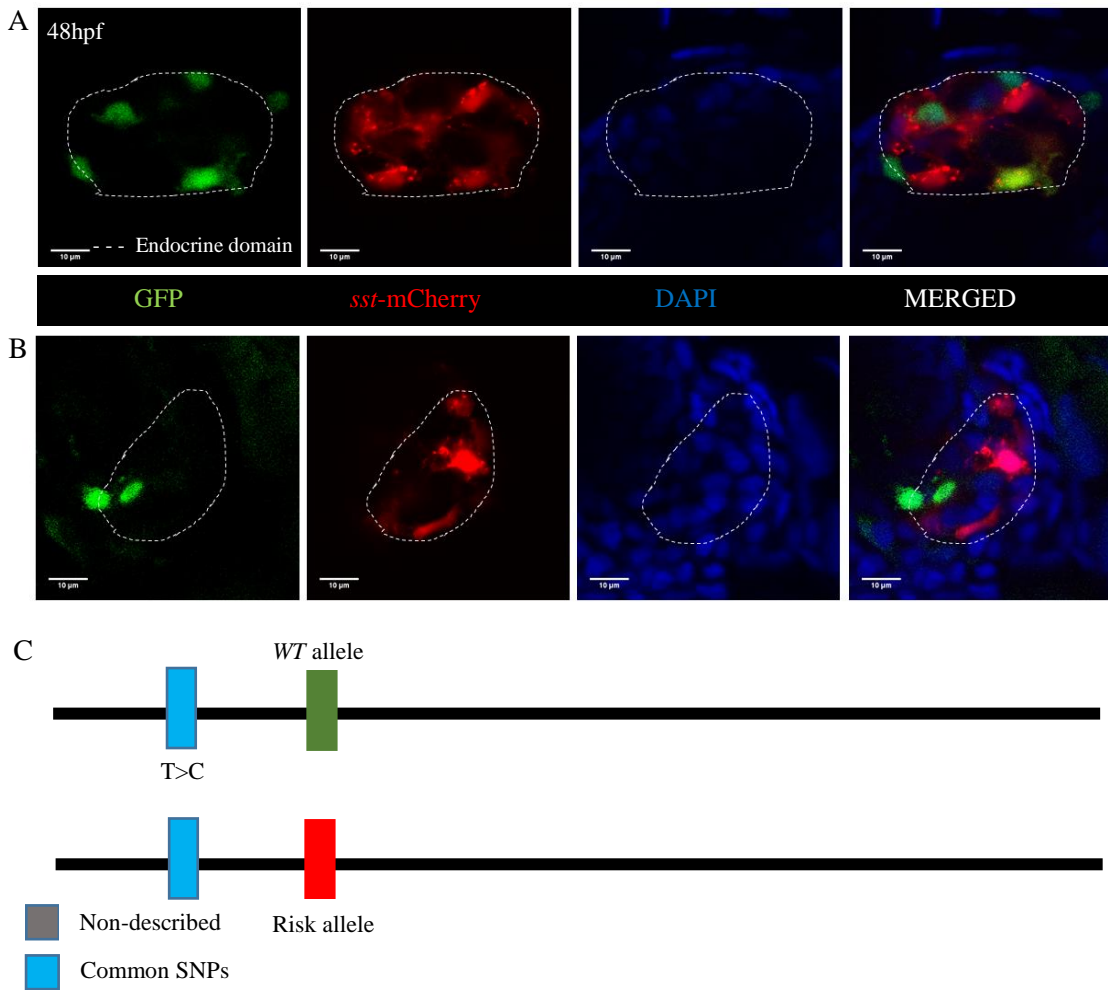 A
48hpf
- - - Endocrine domain
10 µm
10 µm
10 µm
10 µm
GFP
sst-mCherry
DAPI
MERGED
B
10 µm
10 µm
10 µm
10 µm
C
WT allele
T>C
Risk allele
Non-described
Common SNPs